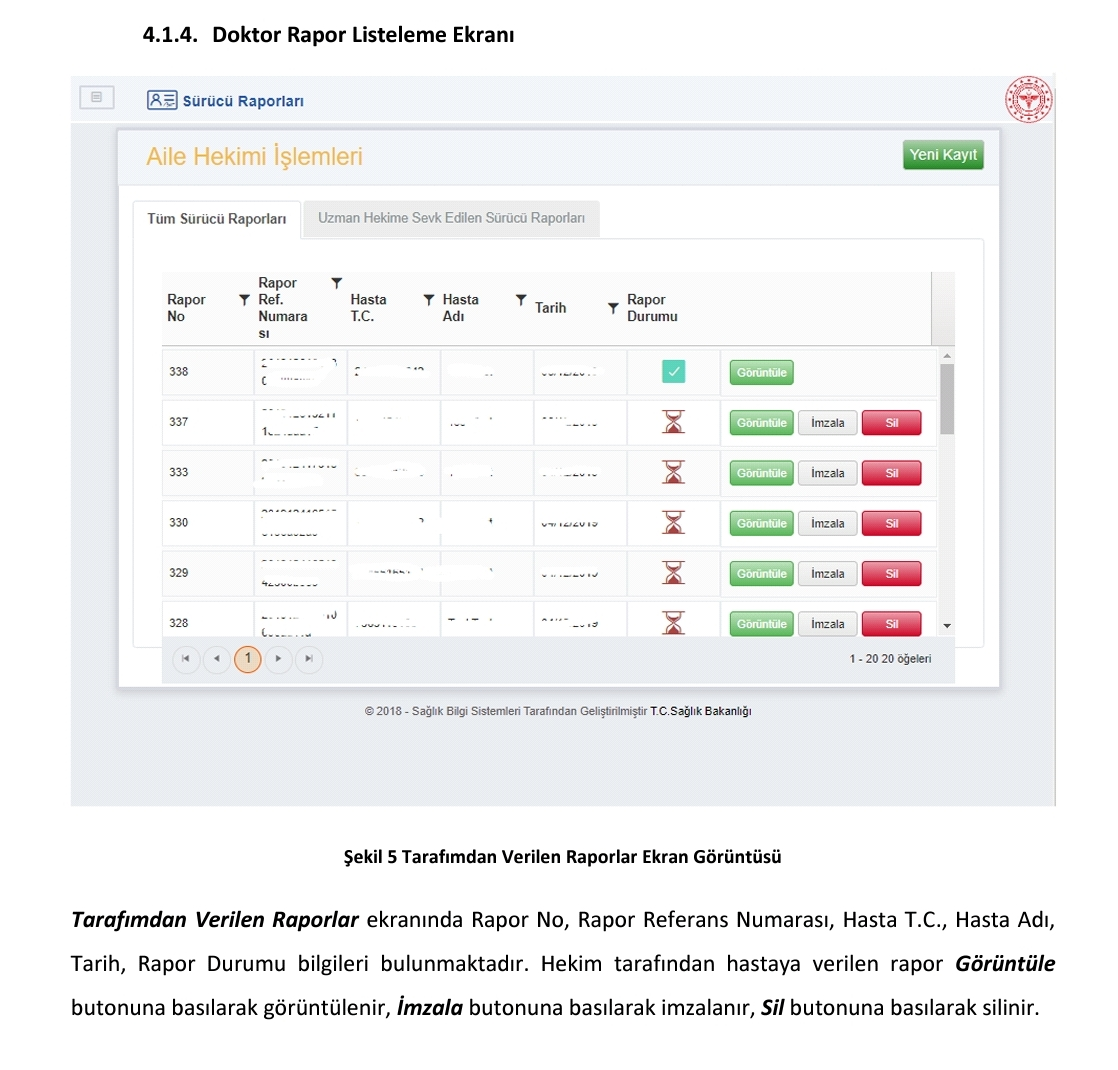 4.1.4. Doktor Rapor Listeleme Ekranı
Sürücü Raporları
Aile Hekimi İşlemleri
Yeni Kayıt
Tüm Sürücü Raporları
Uzman Hekime Sevk Edilen Sürücü Raporları
Rapor No
Rapor Ref. Numarası
Hasta T.C.
Hasta Adı
Tarih
Rapor Durumu
338 Görüntüle
337 Görüntüle İmzala Sil
333 Görüntüle İmzala Sil
330 04/12/2019 Görüntüle İmzala Sil
329 Görüntüle İmzala Sil
328 Görüntüle İmzala Sil
1
1 - 20 20 öğeleri
© 2018 - Sağlık Bilgi Sistemleri Tarafından Geliştirilmiştir T.C.Sağlık Bakanlığı
Şekil 5 Tarafımdan Verilen Raporlar Ekran Görüntüsü
Tarafımdan Verilen Raporlar ekranında Rapor No, Rapor Referans Numarası, Hasta T.C., Hasta Adı,
Tarih, Rapor Durumu bilgileri bulunmaktadır. Hekim tarafından hastaya verilen rapor Görüntüle
butonuna basılarak görüntülenir, İmzala butonuna basılarak imzalanır, Sil butonuna basılarak silinir.